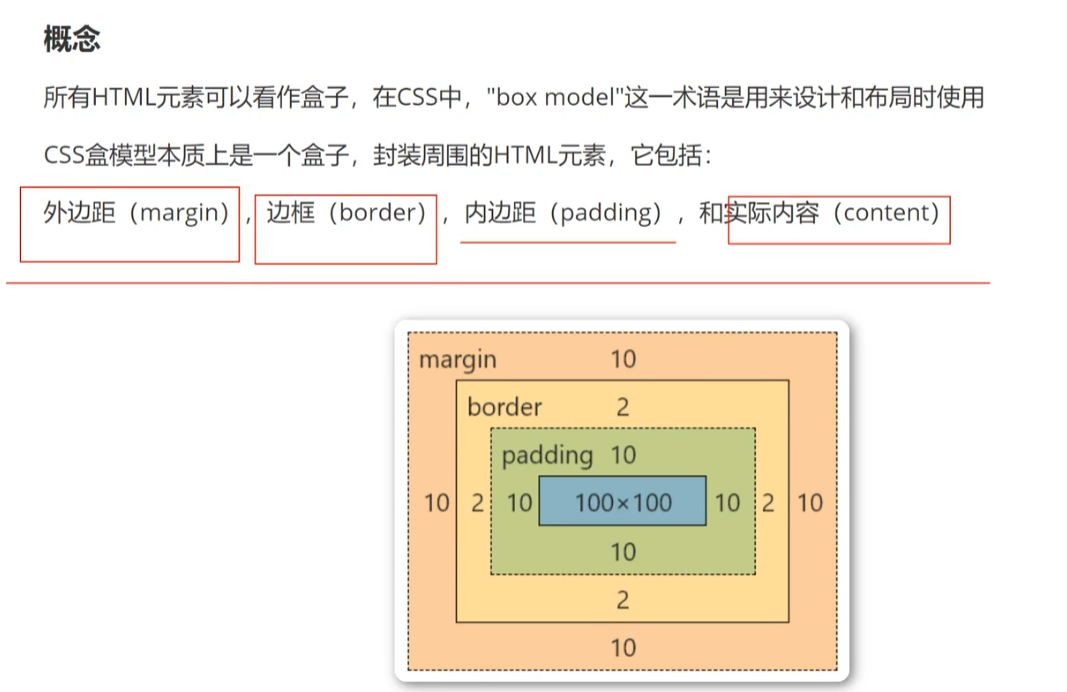 概念
所有HTML元素可以看作盒子，在CSS中，"box model"这一术语是用来设计和布局时使用
CSS盒模型本质上是一个盒子，封装周围的HTML元素，它包括：
外边距（margin），边框（border），内边距（padding），和实际内容（content）
margin 10
border 2
padding 10
10 2 10 100×100 10 2 10
10
2
10